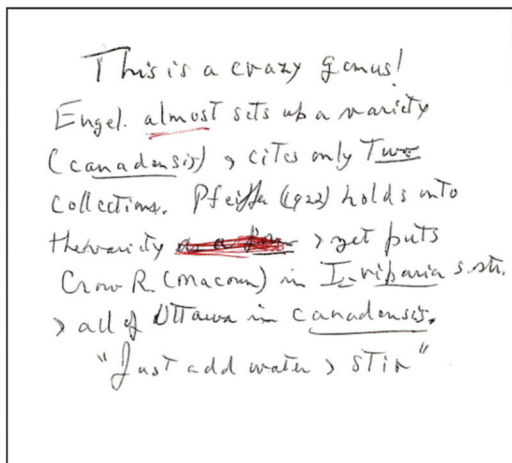 This is a crazy genus!
Engel. almost sets up a variety
(canadensis) & cites only Two
collections. Pfeiffer (1922) holds onto
the variety & yet puts
Crow R. (Macoun) in I. riparia s. str.
& all of Ottawa in canadensis.
"Just add water & stir"